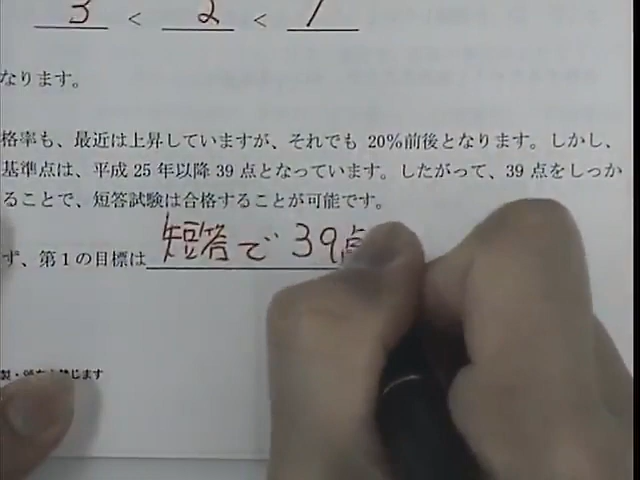 3 < 2 < 1
なります。
格率も、最近は上昇していますが、それでも 20%前後となります。しかし、
基準点は、平成 25 年以降 39 点となっています。したがって、39 点をしっか
ることで、短答試験は合格することが可能です。
ず、第1の目標は 短答で 39点